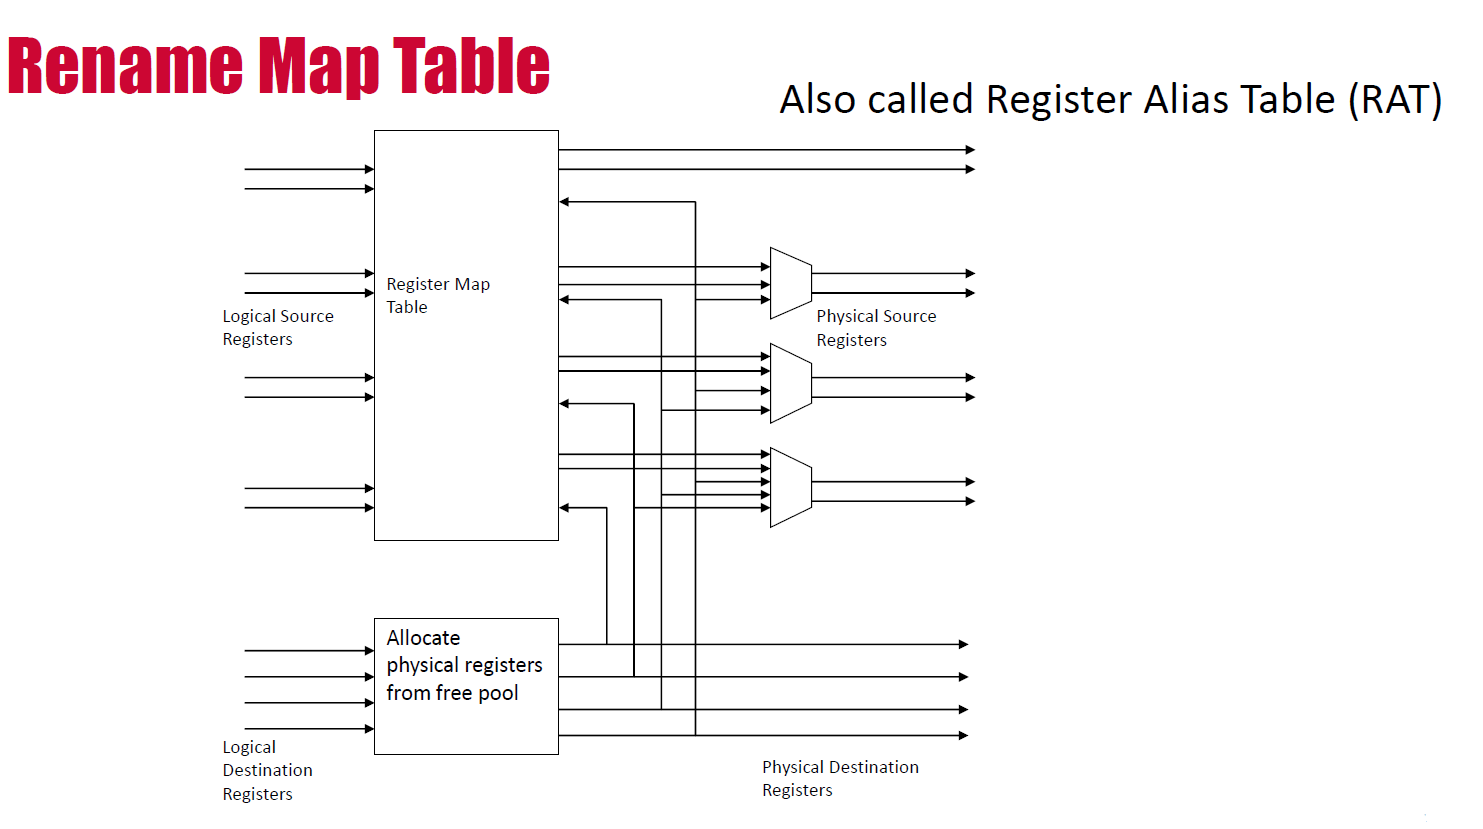 Rename Map Table
Also called Register Alias Table (RAT)
Register Map
Table
Logical Source
Registers
Physical Source
Registers
Allocate
physical registers
from free pool
Logical
Destination
Registers
Physical Destination
Registers